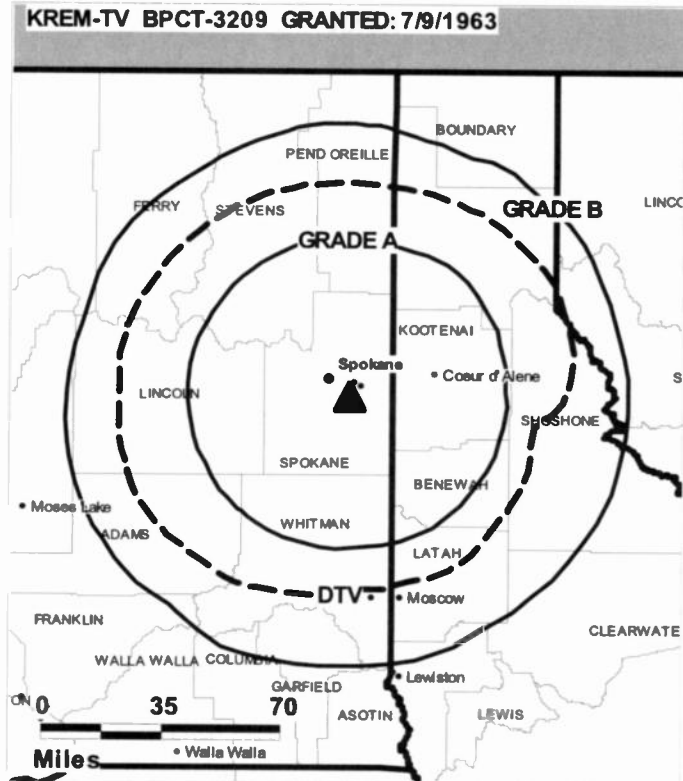 KREM-TV BPCT-3209 GRANTED: 7/9/1963
BOUNDARY
PEND OREILLE
FERRY
STEVENS
GRADE B
LINCO
GRADE A
KOOTENAI
Spokane
Coeur d'Alene
LINCOLN
S
SHOSHONE
SPOKANE
BENEWAH
Moses Lake
WHITMAN
ADAMS
LATAH
DTV
Moscow
FRANKLIN
CLEARWATE
WALLA WALLA
COLUMBIA
Lewiston
GARFIELD
ON
0 35 70
ASOTIN
LEWIS
Miles
Walla Walla